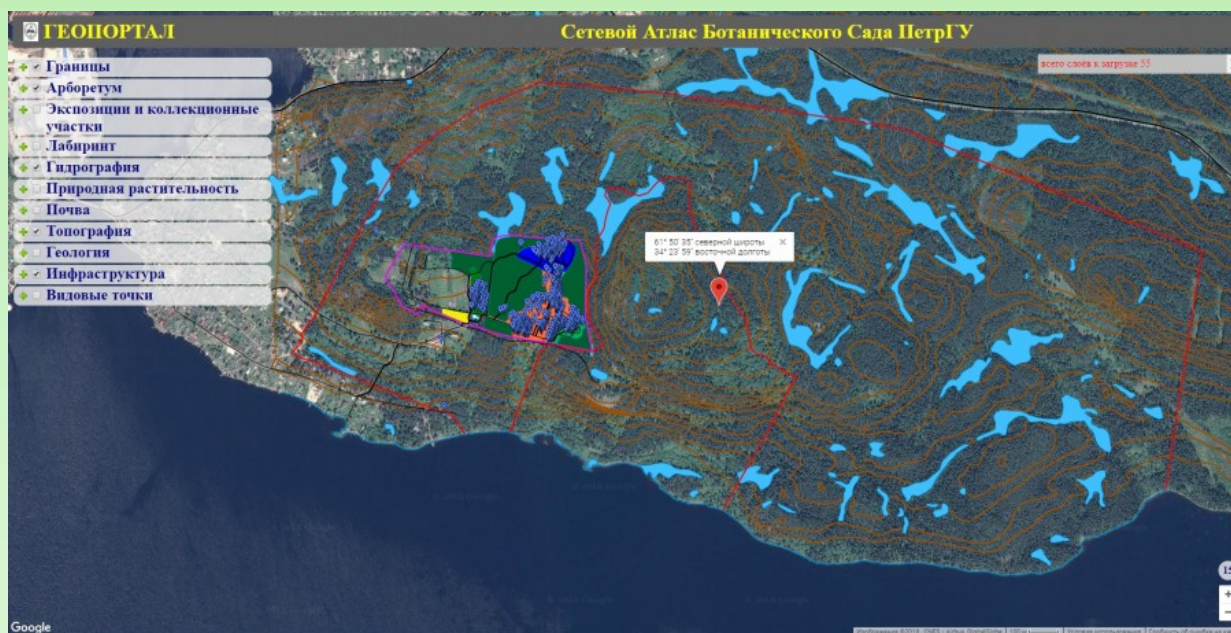 ГЕОПОРТАЛ
Сетевой Атлас Ботанического Сада ПетрГУ
Границы
Арборетум
Экспозиции и коллекционные
участки
Лабиринт
Гидрография
Природная растительность
Почва
Топография
Геология
Инфраструктура
Видовые точки
всего слоёв к загрузке 55
61° 50' 35" северной широты
34° 23' 59" восточной долготы
15
Google